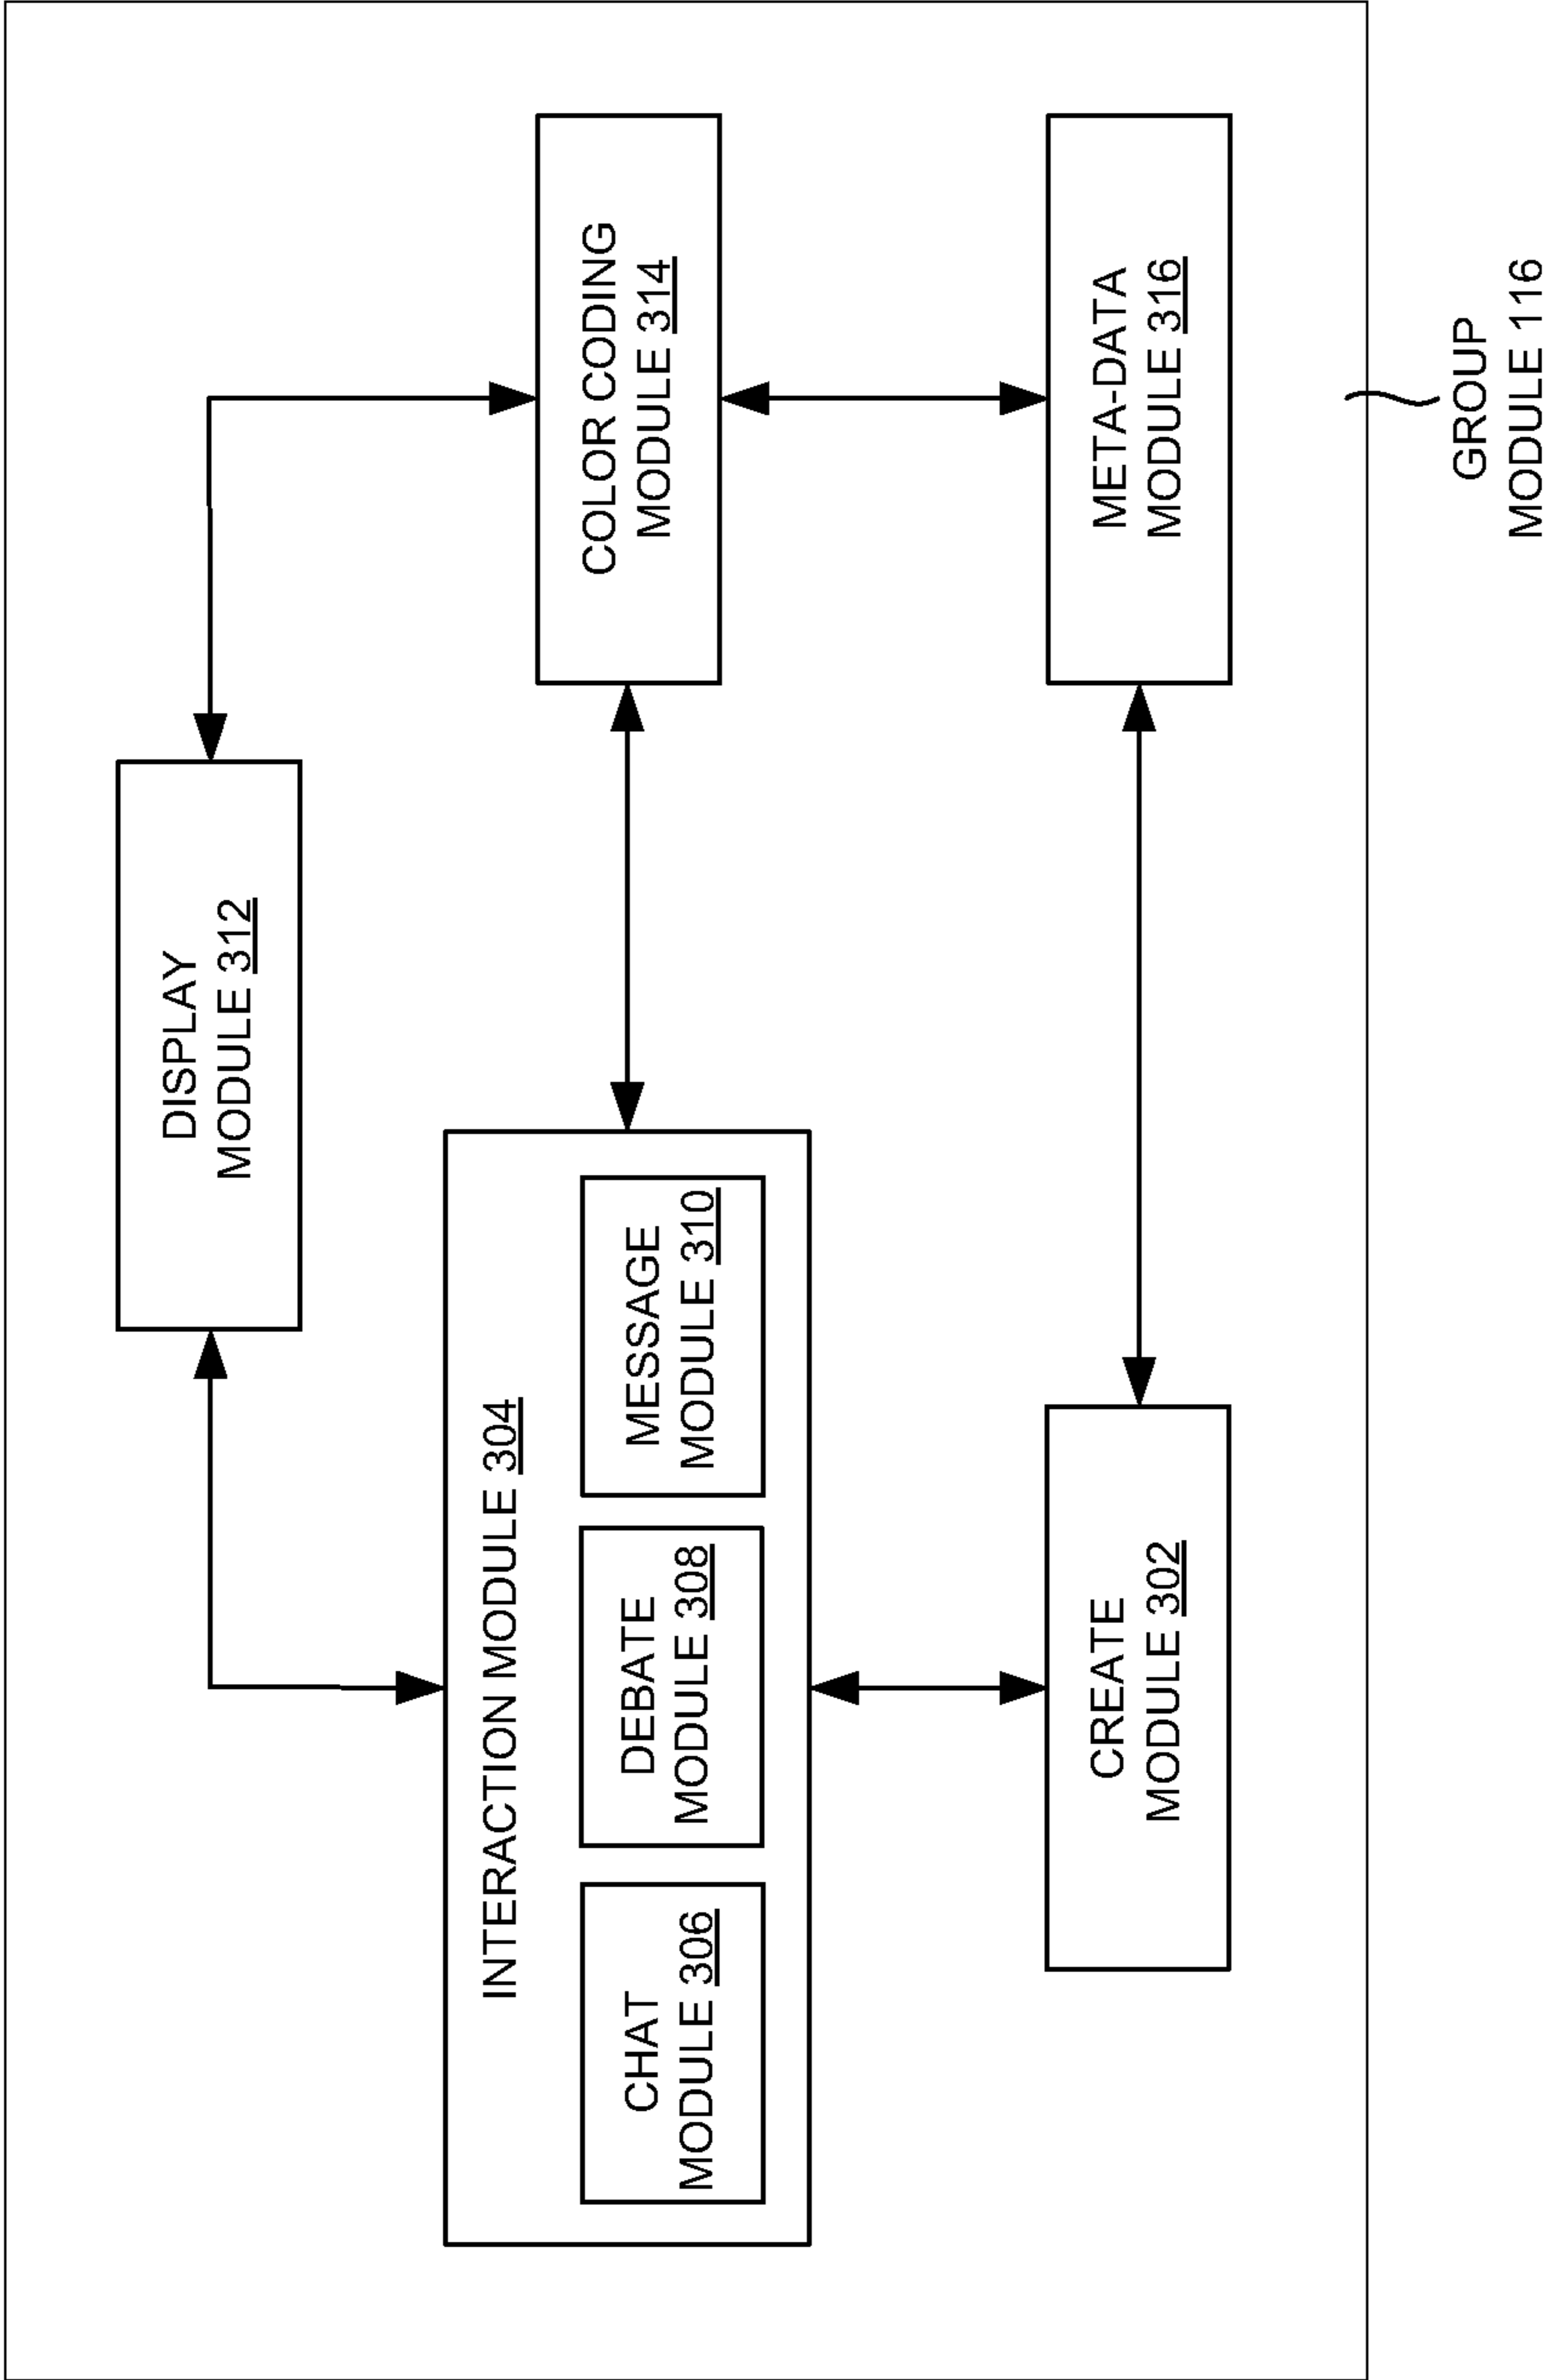 DISPLAY
MODULE 312
INTERACTION MODULE 304
CHAT
MODULE 306
DEBATE
MODULE 308
MESSAGE
MODULE 310
COLOR CODING
MODULE 314
CREATE
MODULE 302
META-DATA
MODULE 316
GROUP
MODULE 116